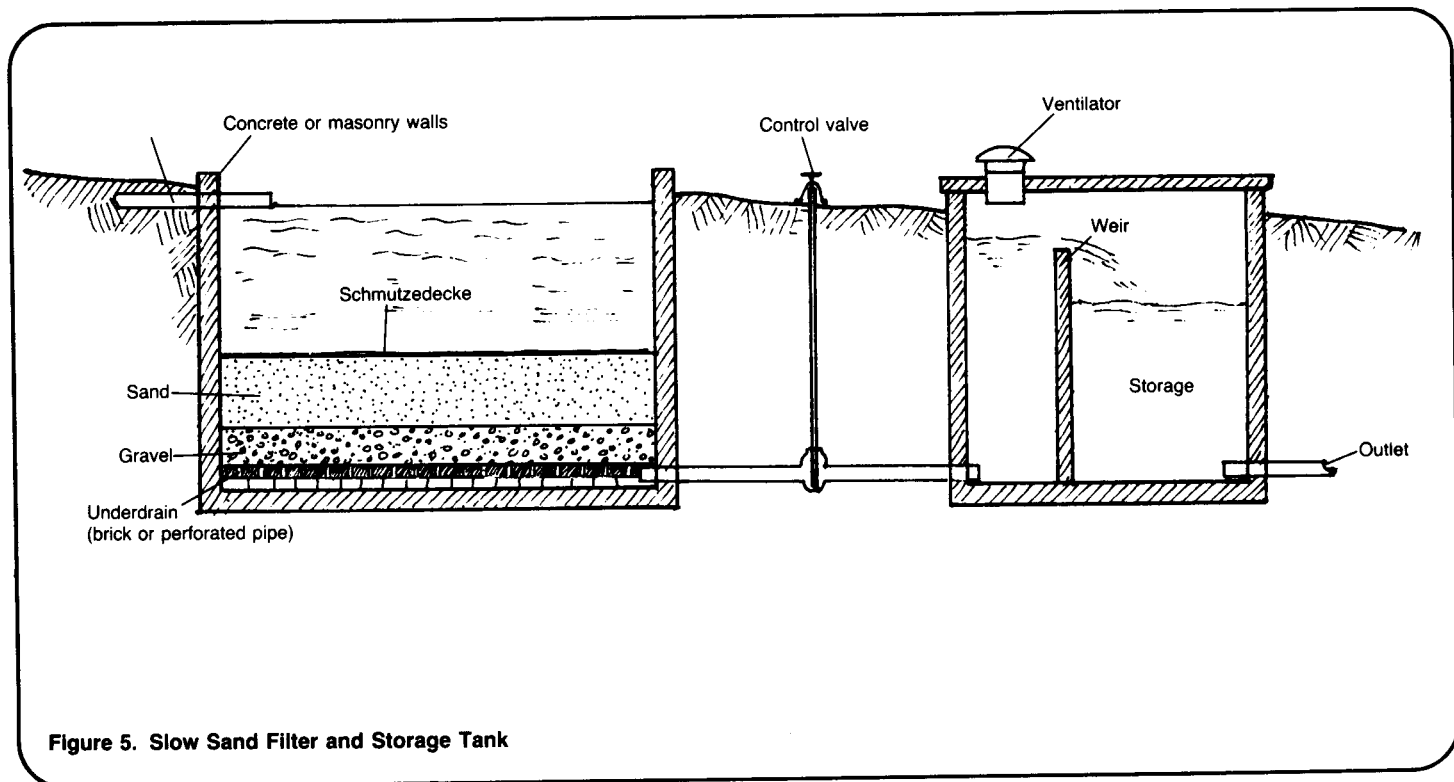 Concrete or masonry walls
Control valve
Ventilator
Weir
Schmutzedecke
Sand
Storage
Gravel
Outlet
Underdrain
(brick or perforated pipe)
Figure 5. Slow Sand Filter and Storage Tank